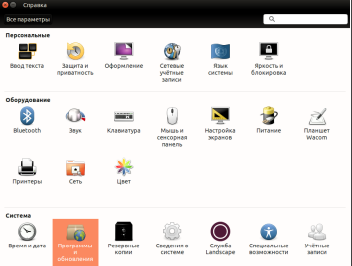 Справка
Все параметры
Персональные
Ввод текста
Защита и
приватность
Оформление
Сетевые
учётные
записи
Язык
системы
Яркость и
блокировка
Оборудование
Bluetooth
Звук
Клавиатура
Мышь и
сенсорная
панель
Настройка
экранов
Питание
Планшет
Wacom
Принтеры
Сеть
Цвет
Система
Время и дата
Программы
и
обновления
Резервные
копии
Сведения о
системе
Служба
Landscape
Специальные
возможности
Учётные
записи